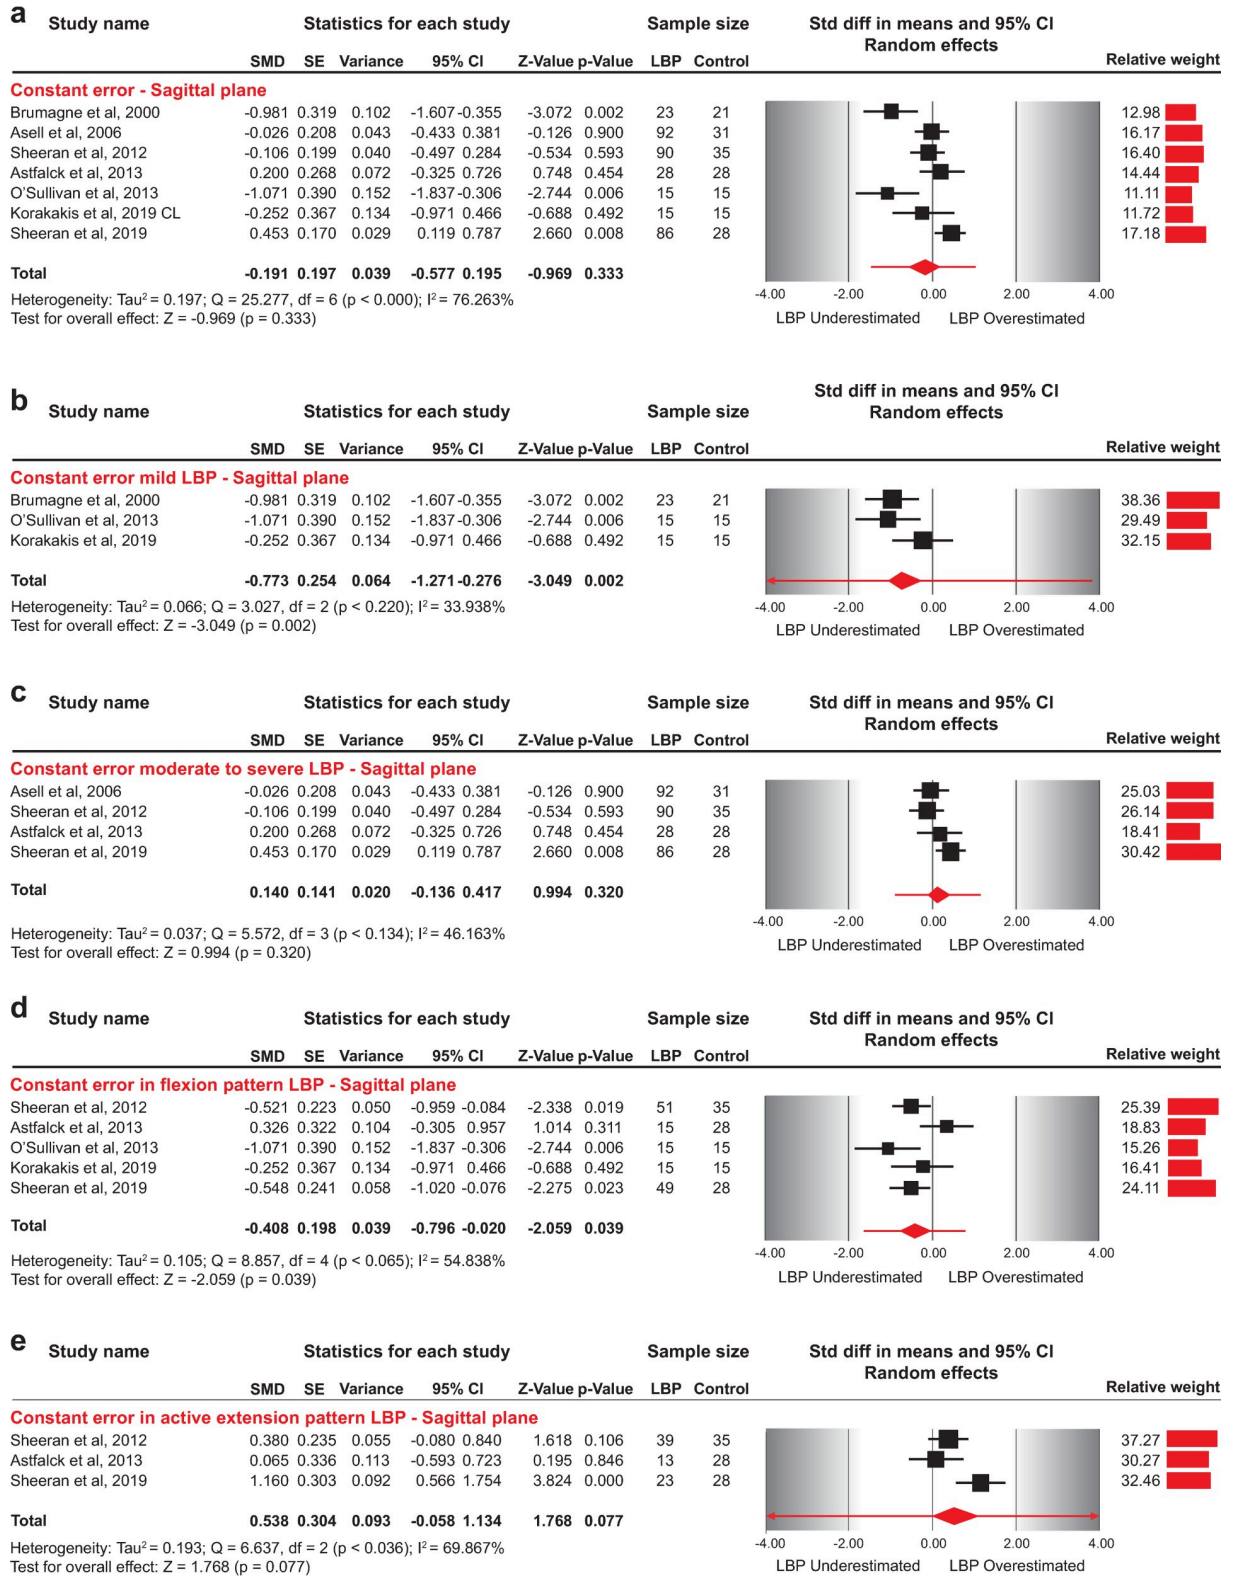 a Study name Statistics for each study Sample size Std diff in means and 95% CI
Random effects
SMD SE Variance 95% CI Z-Value p-Value LBP Control Relative weight
Constant error - Sagittal plane
Brumagne et al, 2000 -0.981 0.319 0.102 -1.607 -0.355 -3.072 0.002 23 21 12.98
Asell et al, 2006 -0.026 0.208 0.043 -0.433 0.381 -0.126 0.900 92 31 16.17
Sheeran et al, 2012 -0.106 0.199 0.040 -0.497 0.284 -0.534 0.593 90 35 16.40
Astfalck et al, 2013 0.200 0.268 0.072 -0.325 0.726 0.748 0.454 28 28 14.44
O'Sullivan et al, 2013 -1.071 0.390 0.152 -1.837 -0.306 -2.744 0.006 15 15 11.11
Korakakis et al, 2019 CL -0.252 0.367 0.134 -0.971 0.466 -0.688 0.492 15 15 11.72
Sheeran et al, 2019 0.453 0.170 0.029 0.119 0.787 2.660 0.008 86 28 17.18
Total -0.191 0.197 0.039 -0.577 0.195 -0.969 0.333
-4.00 -2.00 0.00 2.00 4.00
Heterogeneity: Tau² = 0.197; Q = 25.277, df = 6 (p < 0.000); I² = 76.263%
Test for overall effect: Z = -0.969 (p = 0.333)
LBP Underestimated LBP Overestimated
Std diff in means and 95% CI
b Study name Statistics for each study Sample size Random effects
SMD SE Variance 95% CI Z-Value p-Value LBP Control Relative weight
Constant error mild LBP - Sagittal plane
Brumagne et al, 2000 -0.981 0.319 0.102 -1.607 -0.355 -3.072 0.002 23 21 38.36
O'Sullivan et al, 2013 -1.071 0.390 0.152 -1.837 -0.306 -2.744 0.006 15 15 29.49
Korakakis et al, 2019 -0.252 0.367 0.134 -0.971 0.466 -0.688 0.492 15 15 32.15
Total -0.773 0.254 0.064 -1.271 -0.276 -3.049 0.002
-4.00 -2.00 0.00 2.00 4.00
Heterogeneity: Tau² = 0.066; Q = 3.027, df = 2 (p < 0.220); I² = 33.938%
Test for overall effect: Z = -3.049 (p = 0.002)
LBP Underestimated LBP Overestimated
c Study name Statistics for each study Sample size Std diff in means and 95% CI
Random effects
SMD SE Variance 95% CI Z-Value p-Value LBP Control Relative weight
Constant error moderate to severe LBP - Sagittal plane
Asell et al, 2006 -0.026 0.208 0.043 -0.433 0.381 -0.126 0.900 92 31 25.03
Sheeran et al, 2012 -0.106 0.199 0.040 -0.497 0.284 -0.534 0.593 90 35 26.14
Astfalck et al, 2013 0.200 0.268 0.072 -0.325 0.726 0.748 0.454 28 28 18.41
Sheeran et al, 2019 0.453 0.170 0.029 0.119 0.787 2.660 0.008 86 28 30.42
Total 0.140 0.141 0.020 -0.136 0.417 0.994 0.320
-4.00 -2.00 0.00 2.00 4.00
Heterogeneity: Tau² = 0.037; Q = 5.572, df = 3 (p < 0.134); I² = 46.163%
Test for overall effect: Z = 0.994 (p = 0.320)
LBP Underestimated LBP Overestimated
d Study name Statistics for each study Sample size Std diff in means and 95% CI
Random effects
SMD SE Variance 95% CI Z-Value p-Value LBP Control Relative weight
Constant error in flexion pattern LBP - Sagittal plane
Sheeran et al, 2012 -0.521 0.223 0.050 -0.959 -0.084 -2.338 0.019 51 35 25.39
Astfalck et al, 2013 0.326 0.322 0.104 -0.305 0.957 1.014 0.311 15 28 18.83
O'Sullivan et al, 2013 -1.071 0.390 0.152 -1.837 -0.306 -2.744 0.006 15 15 15.26
Korakakis et al, 2019 -0.252 0.367 0.134 -0.971 0.466 -0.688 0.492 15 15 16.41
Sheeran et al, 2019 -0.548 0.241 0.058 -1.020 -0.076 -2.275 0.023 49 28 24.11
Total -0.408 0.198 0.039 -0.796 -0.020 -2.059 0.039
-4.00 -2.00 0.00 2.00 4.00
Heterogeneity: Tau² = 0.105; Q = 8.857, df = 4 (p < 0.065); I² = 54.838%
Test for overall effect: Z = -2.059 (p = 0.039)
LBP Underestimated LBP Overestimated
e Study name Statistics for each study Sample size Std diff in means and 95% CI
Random effects
SMD SE Variance 95% CI Z-Value p-Value LBP Control Relative weight
Constant error in active extension pattern LBP - Sagittal plane
Sheeran et al, 2012 0.380 0.235 0.055 -0.080 0.840 1.618 0.106 39 35 37.27
Astfalck et al, 2013 0.065 0.336 0.113 -0.593 0.723 0.195 0.846 13 28 30.27
Sheeran et al, 2019 1.160 0.303 0.092 0.566 1.754 3.824 0.000 23 28 32.46
Total 0.538 0.304 0.093 -0.058 1.134 1.768 0.077
-4.00 -2.00 0.00 2.00 4.00
Heterogeneity: Tau² = 0.193; Q = 6.637, df = 2 (p < 0.036); I² = 69.867%
Test for overall effect: Z = 1.768 (p = 0.077)
LBP Underestimated LBP Overestimated